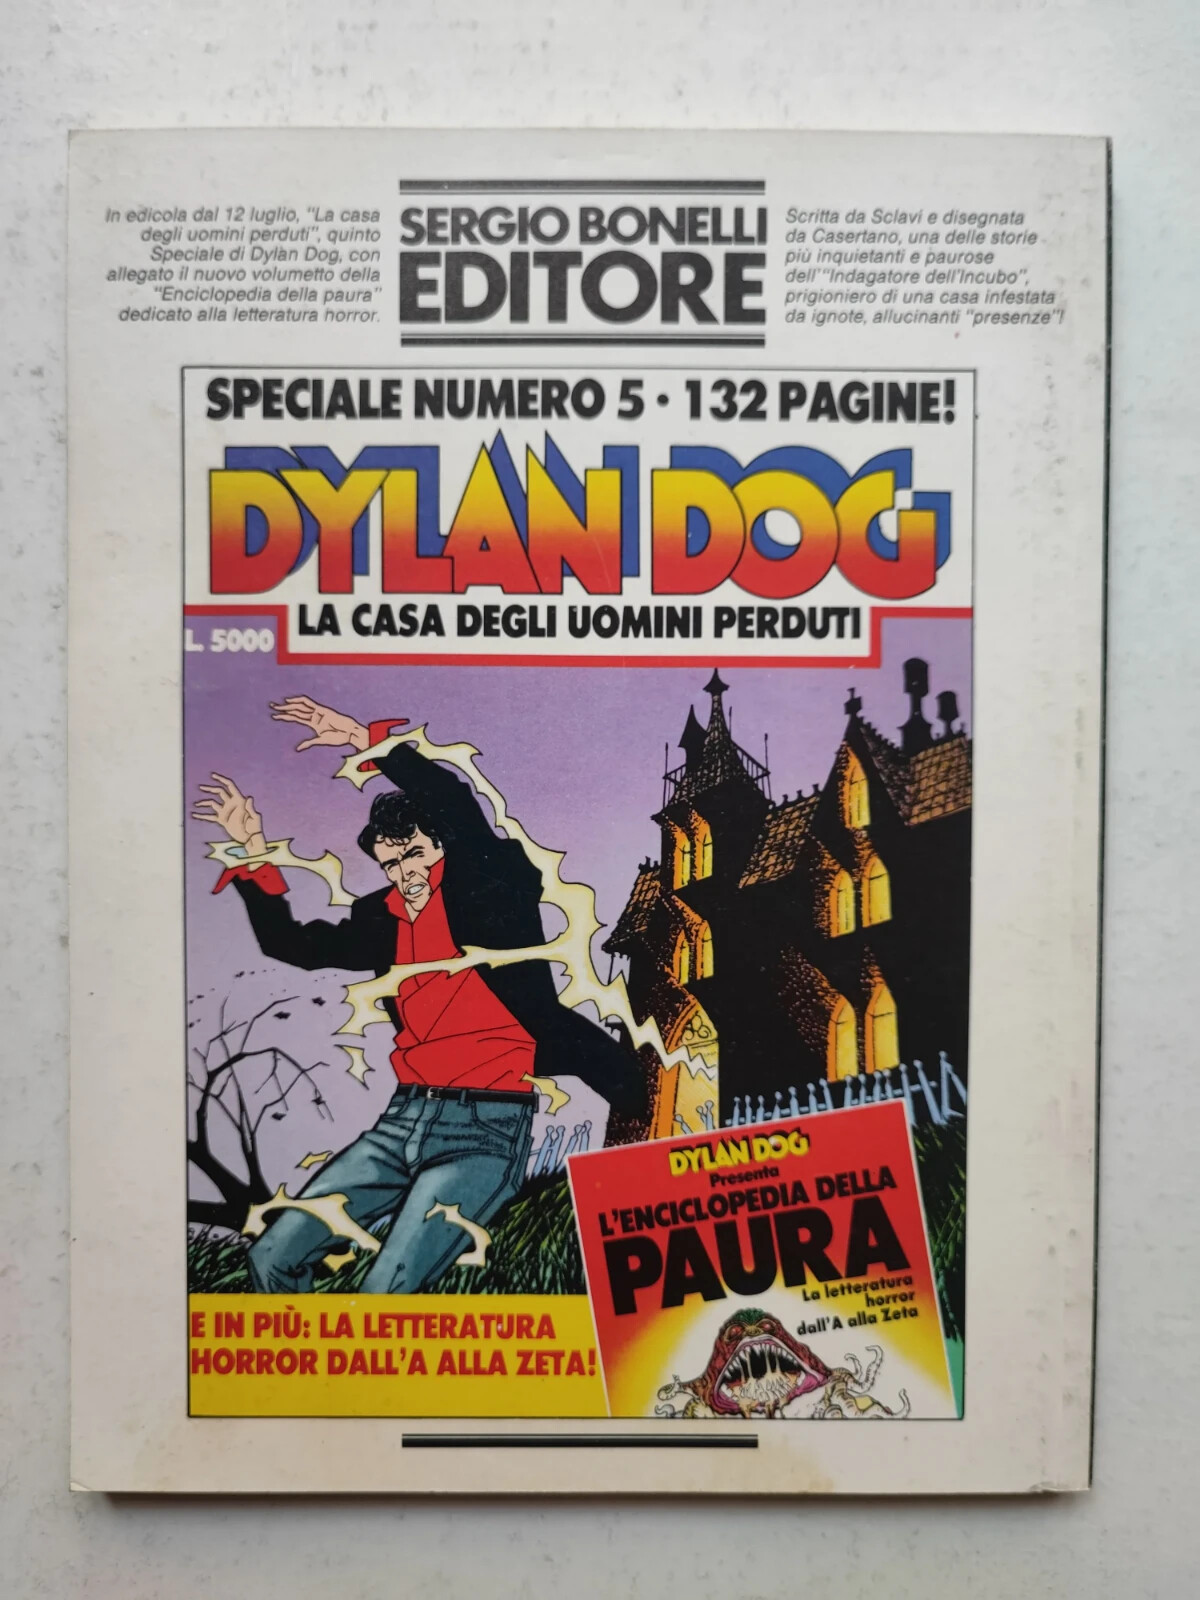 In edicola dal 12 luglio, "La casa
degli uomini perduti", quinto
Speciale di Dylan Dog, con
allegato il nuovo volumetto della
"Enciclopedia della paura"
dedicato alla letteratura horror.
SERGIO BONELLI
EDITORE
Scritta da Sclavi e disegnata
da Casertano, una delle storie
più inquietanti e paurose
dell'"Indagatore dell'Incubo",
prigioniero di una casa infestata
da ignote, allucinanti "presenze"!
SPECIALE NUMERO 5 • 132 PAGINE!
DYLAN DOG
LA CASA DEGLI UOMINI PERDUTI
L. 5000
DYLAN DOG
Presenta
L'ENCICLOPEDIA DELLA
PAURA
La letteratura
horror
dall'A alla Zeta
E IN PIÙ: LA LETTERATURA
HORROR DALL'A ALLA ZETA!